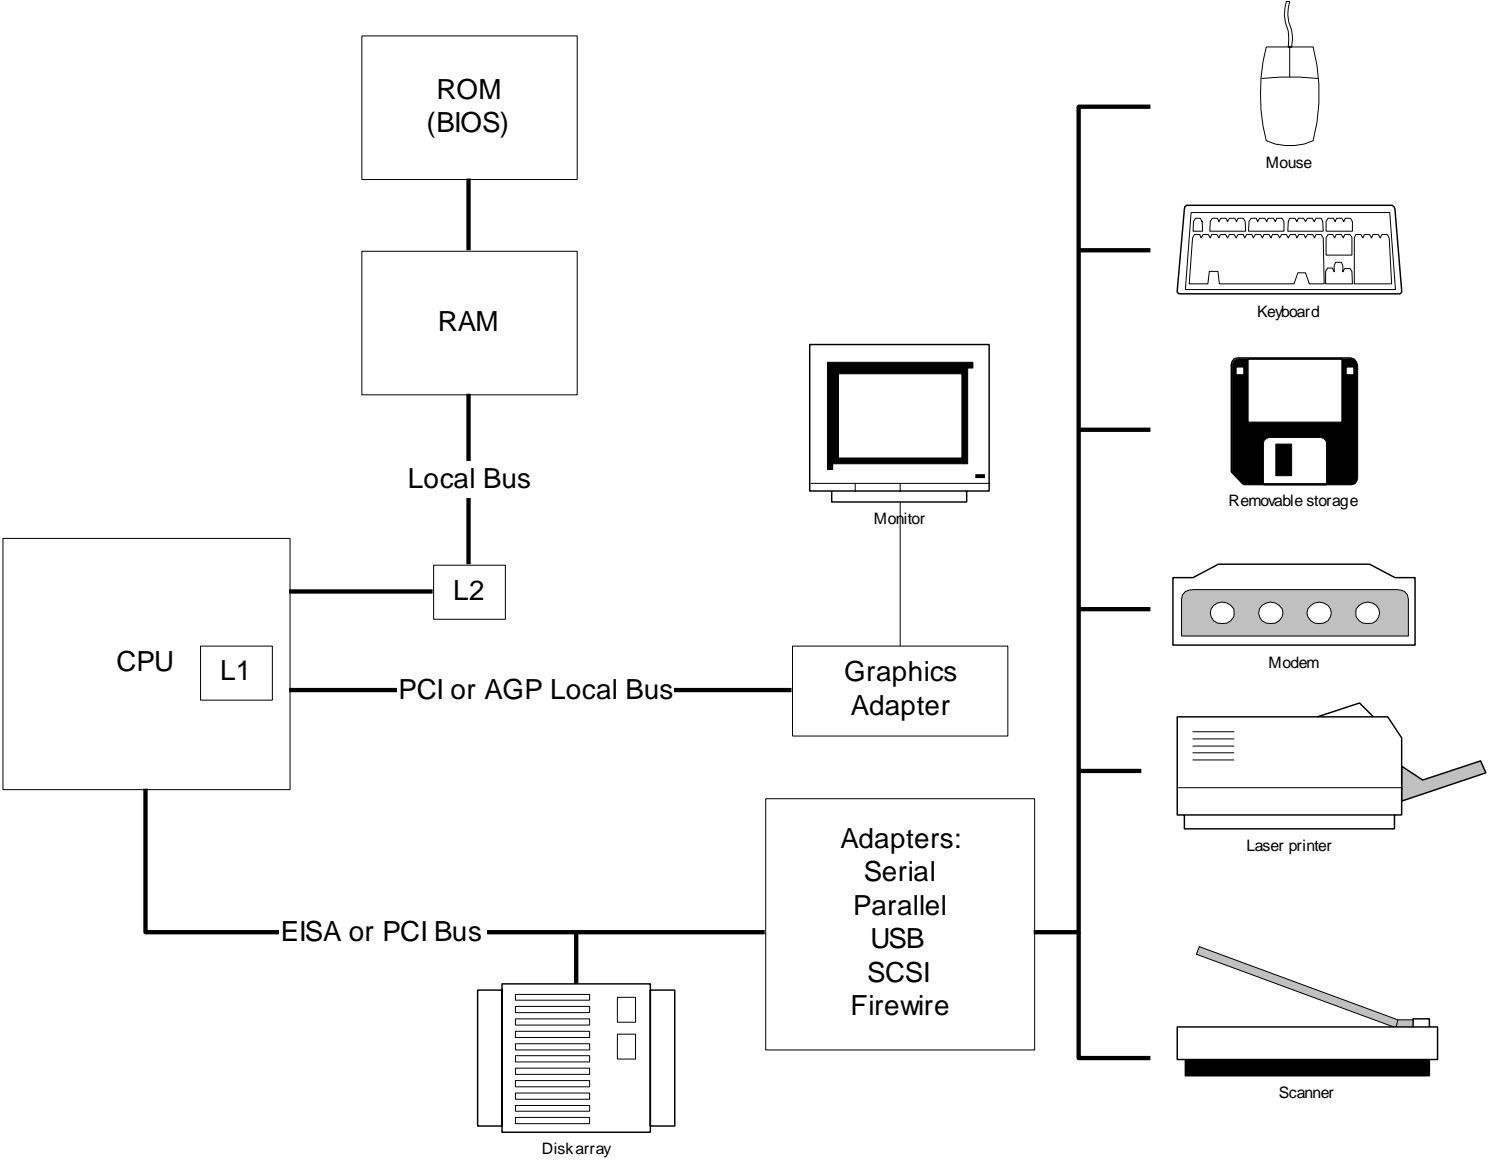 ROM
(BIOS)
Mouse
Keyboard
RAM
Local Bus
Monitor
Removable storage
L2
CPU
L1
PCI or AGP Local Bus
Graphics
Adapter
Modem
Laser printer
EISA or PCI Bus
Adapters:
Serial
Parallel
USB
SCSI
Firewire
Scanner
Diskarray